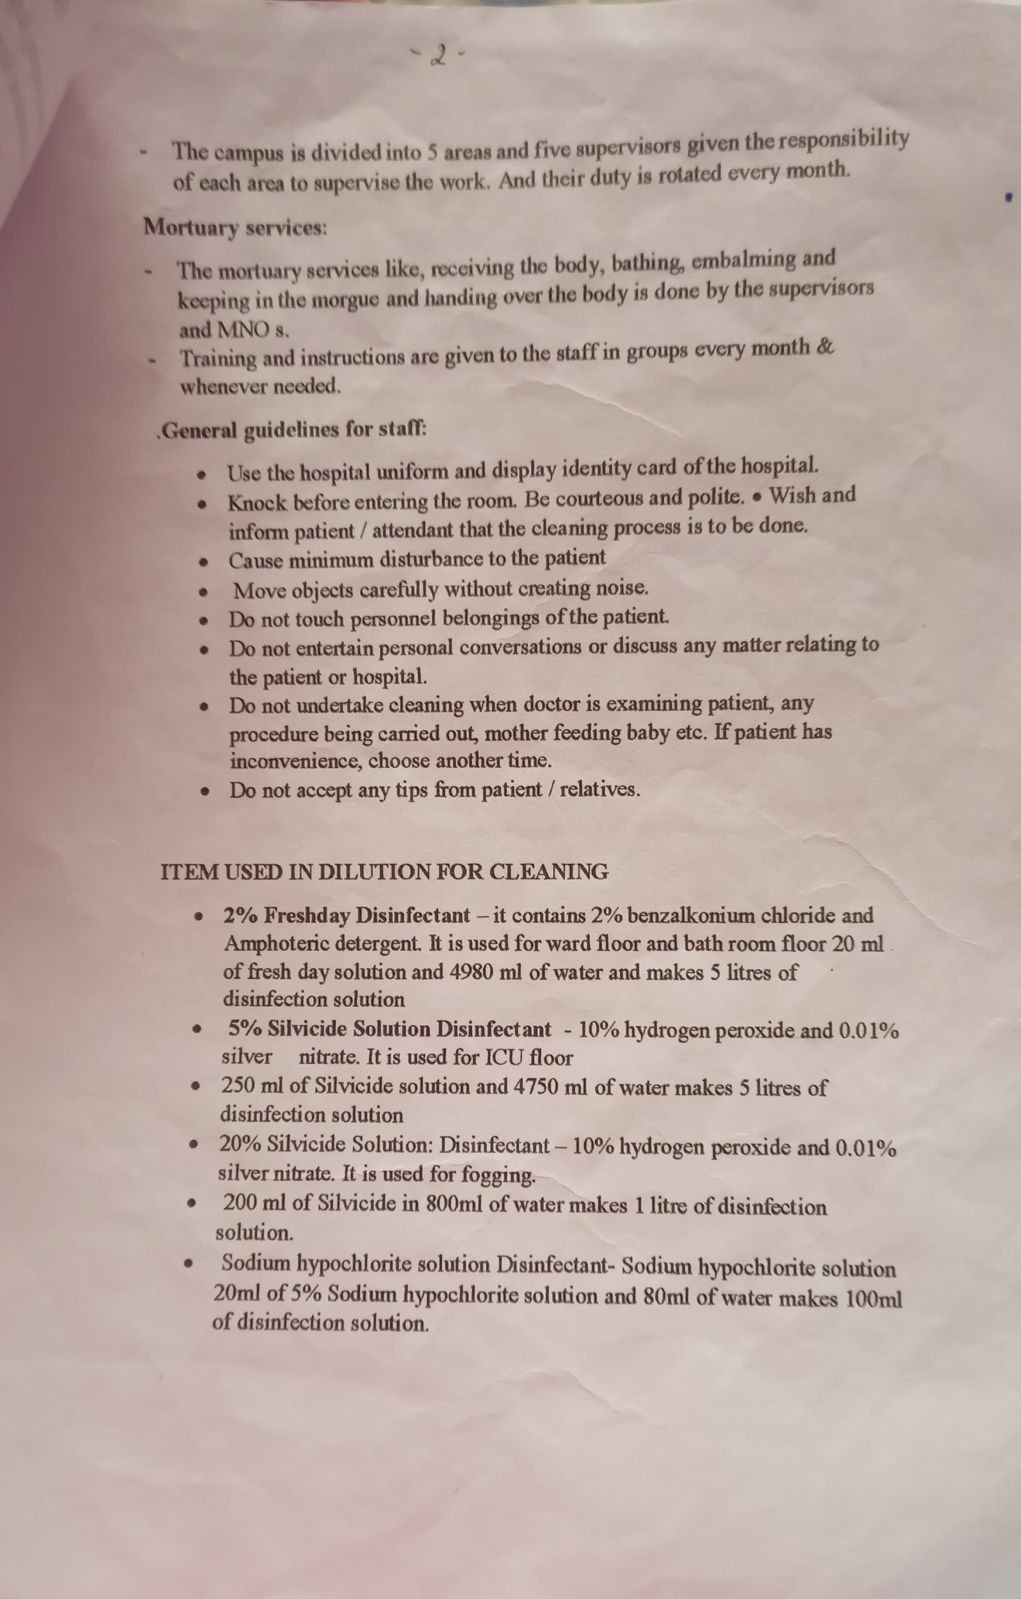 - 2 -
- The campus is divided into 5 areas and five supervisors given the responsibility
of each area to supervise the work. And their duty is rotated every month.
Mortuary services:
- The mortuary services like, receiving the body, bathing, embalming and
keeping in the morgue and handing over the body is done by the supervisors
and MNO s.
- Training and instructions are given to the staff in groups every month &
whenever needed.
.General guidelines for staff:
• Use the hospital uniform and display identity card of the hospital.
• Knock before entering the room. Be courteous and polite. • Wish and
inform patient / attendant that the cleaning process is to be done.
• Cause minimum disturbance to the patient
• Move objects carefully without creating noise.
• Do not touch personnel belongings of the patient.
• Do not entertain personal conversations or discuss any matter relating to
the patient or hospital.
• Do not undertake cleaning when doctor is examining patient, any
procedure being carried out, mother feeding baby etc. If patient has
inconvenience, choose another time.
• Do not accept any tips from patient / relatives.
ITEM USED IN DILUTION FOR CLEANING
• 2% Freshday Disinfectant – it contains 2% benzalkonium chloride and
Amphoteric detergent. It is used for ward floor and bath room floor 20 ml
of fresh day solution and 4980 ml of water and makes 5 litres of
disinfection solution
• 5% Silvicide Solution Disinfectant - 10% hydrogen peroxide and 0.01%
silver nitrate. It is used for ICU floor
• 250 ml of Silvicide solution and 4750 ml of water makes 5 litres of
disinfection solution
• 20% Silvicide Solution: Disinfectant – 10% hydrogen peroxide and 0.01%
silver nitrate. It is used for fogging.
• 200 ml of Silvicide in 800ml of water makes 1 litre of disinfection
solution.
• Sodium hypochlorite solution Disinfectant- Sodium hypochlorite solution
20ml of 5% Sodium hypochlorite solution and 80ml of water makes 100ml
of disinfection solution.